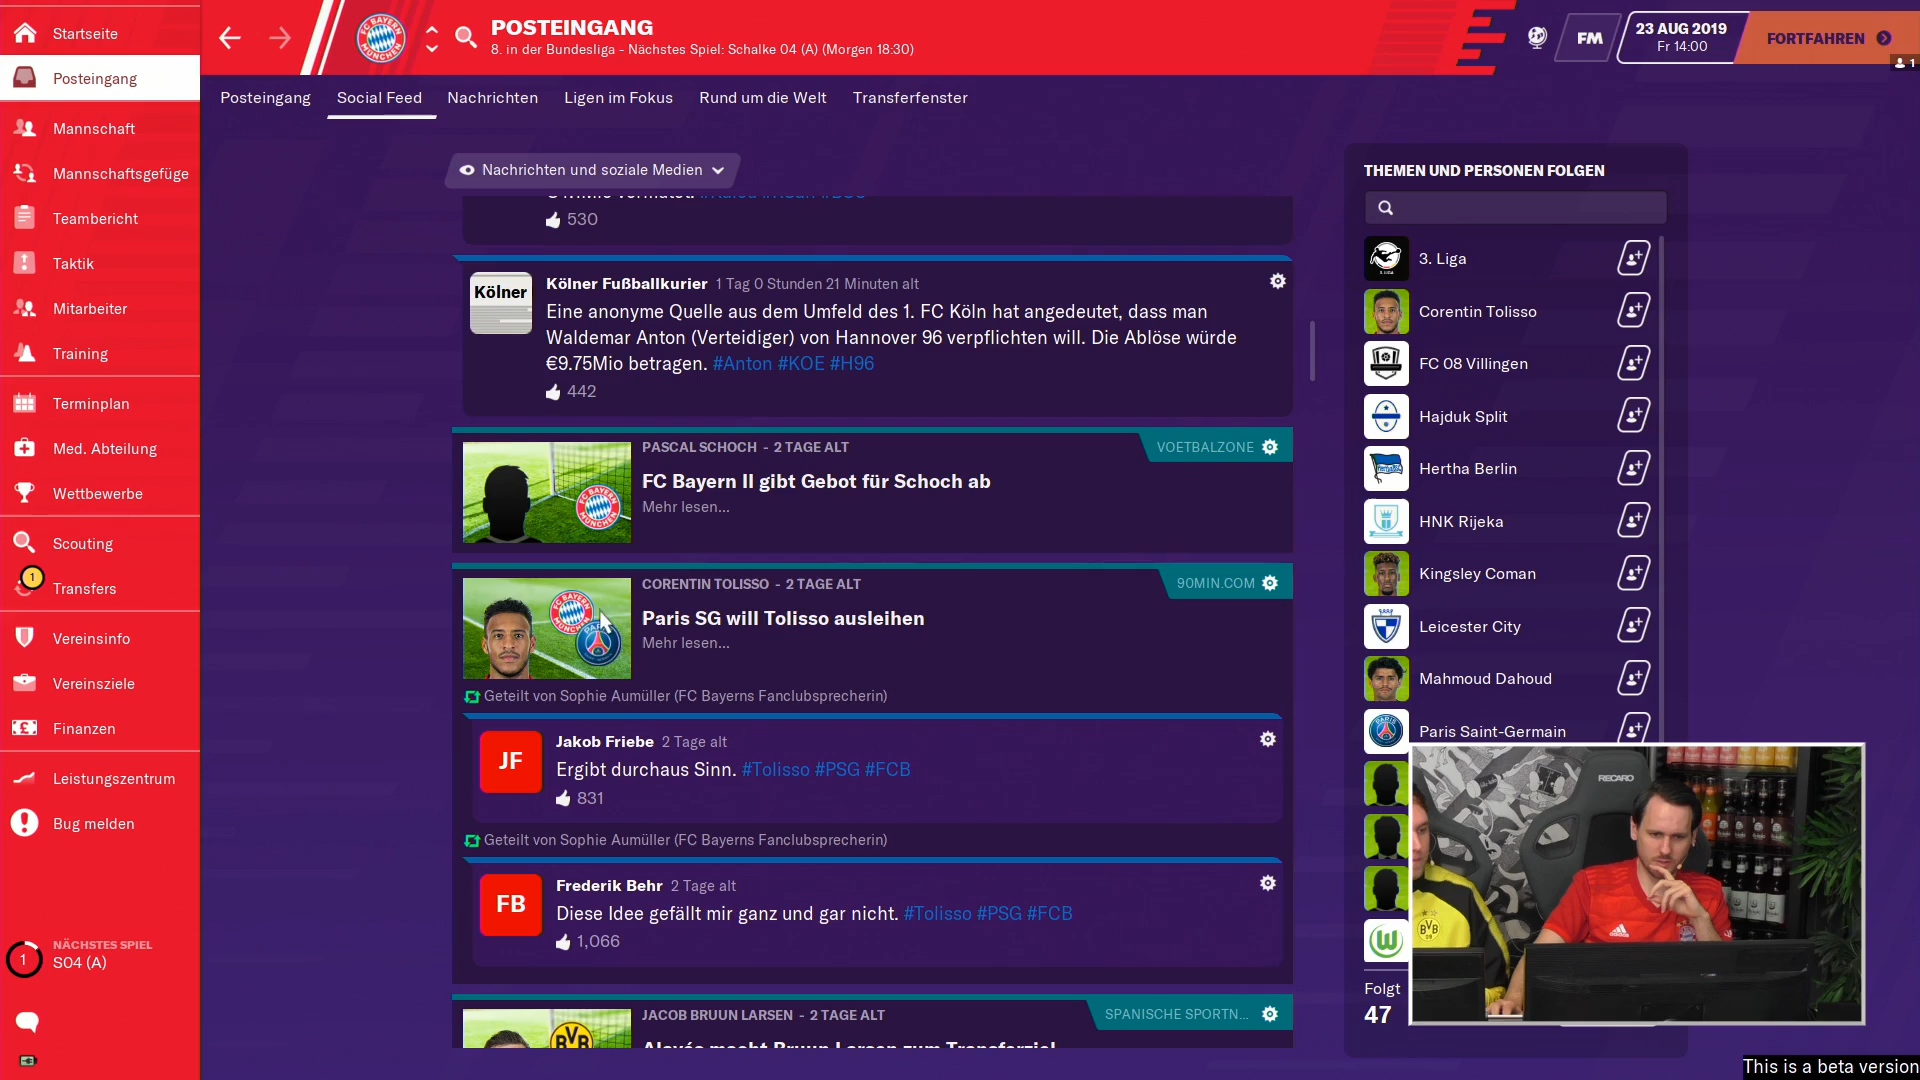 Startseite
Posteingang
Mannschaft
Mannschaftsgefüge
Teambericht
Taktik
Mitarbeiter
Training
Terminplan
Med. Abteilung
Wettbewerbe
Scouting
1
Transfers
Vereinsinfo
Vereinsziele
Finanzen
Leistungszentrum
Bug melden
1
NÄCHSTES SPIEL
S04 (A)
POSTEINGANG
8. in der Bundesliga - Nächstes Spiel: Schalke 04 (A) (Morgen 18:30)
FM
23 AUG 2019
Fr 14:00
FORTFAHREN
1
Posteingang
Social Feed
Nachrichten
Ligen im Fokus
Rund um die Welt
Transferfenster
Nachrichten und soziale Medien
530
Kölner
Kölner Fußballkurier 1 Tag 0 Stunden 21 Minuten alt
Eine anonyme Quelle aus dem Umfeld des 1. FC Köln hat angedeutet, dass man
Waldemar Anton (Verteidiger) von Hannover 96 verpflichten will. Die Ablöse würde
€9.75Mio betragen. #Anton #KOE #H96
442
PASCAL SCHOCH - 2 TAGE ALT
VOETBALZONE
FC Bayern II gibt Gebot für Schoch ab
Mehr lesen...
CORENTIN TOLISSO - 2 TAGE ALT
90MIN.COM
Paris SG will Tolisso ausleihen
Mehr lesen...
Geteilt von Sophie Aumüller (FC Bayerns Fanclubsprecherin)
JF
Jakob Friebe 2 Tage alt
Ergibt durchaus Sinn. #Tolisso #PSG #FCB
831
Geteilt von Sophie Aumüller (FC Bayerns Fanclubsprecherin)
FB
Frederik Behr 2 Tage alt
Diese Idee gefällt mir ganz und gar nicht. #Tolisso #PSG #FCB
1,066
JACOB BRUUN LARSEN - 2 TAGE ALT
SPANISCHE SPORTN...
BVB
THEMEN UND PERSONEN FOLGEN
3. Liga
Corentin Tolisso
FC 08 Villingen
Hajduk Split
Hertha Berlin
HNK Rijeka
Kingsley Coman
Leicester City
Mahmoud Dahoud
Paris Saint-Germain
Folgt
47
RECARO
BVB
09
This is a beta version